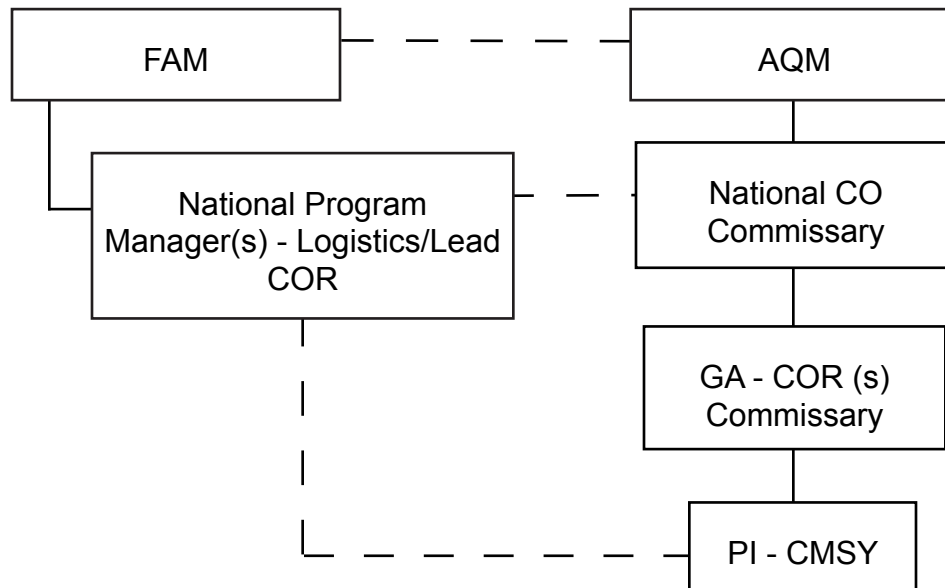 FAM
AQM
National Program
Manager(s) - Logistics/Lead
COR
National CO
Commissary
GA - COR (s)
Commissary
PI - CMSY